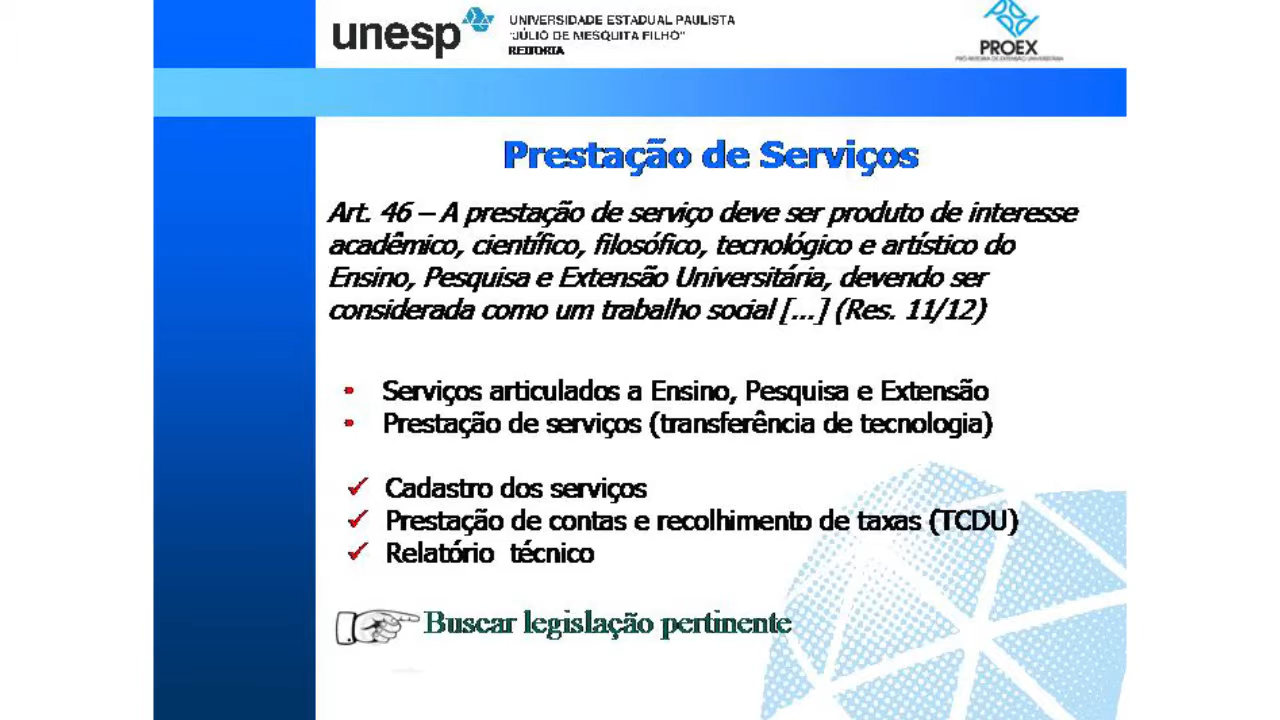 unesp
UNIVERSIDADE ESTADUAL PAULISTA
"JÚLIO DE MESQUITA FILHO"
REITORIA
PROEX
PRÓ-REITORIA DE EXTENSÃO UNIVERSITÁRIA
Prestação de Serviços
Art. 46 – A prestação de serviço deve ser produto de interesse
acadêmico, científico, filosófico, tecnológico e artístico do
Ensino, Pesquisa e Extensão Universitária, devendo ser
considerada como um trabalho social [...] (Res. 11/12)
• Serviços articulados a Ensino, Pesquisa e Extensão
• Prestação de serviços (transferência de tecnologia)
✓ Cadastro dos serviços
✓ Prestação de contas e recolhimento de taxas (TCDU)
✓ Relatório técnico
Buscar legislação pertinente